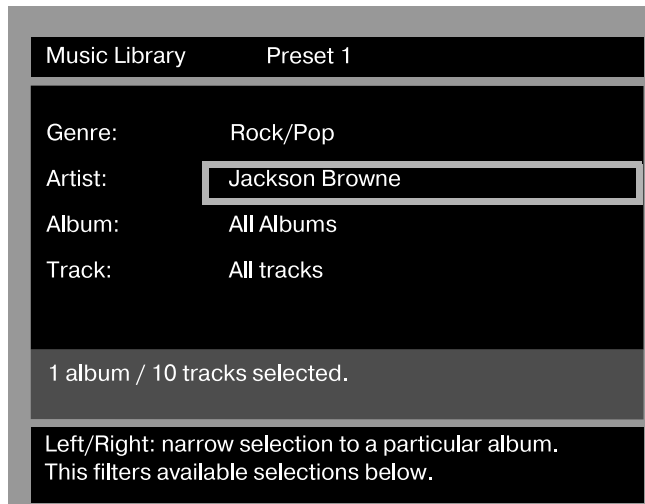 Music Library Preset 1
Genre: Rock/Pop
Artist: Jackson Browne
Album: All Albums
Track: All tracks
1 album / 10 tracks selected.
Left/Right: narrow selection to a particular album.
This filters available selections below.